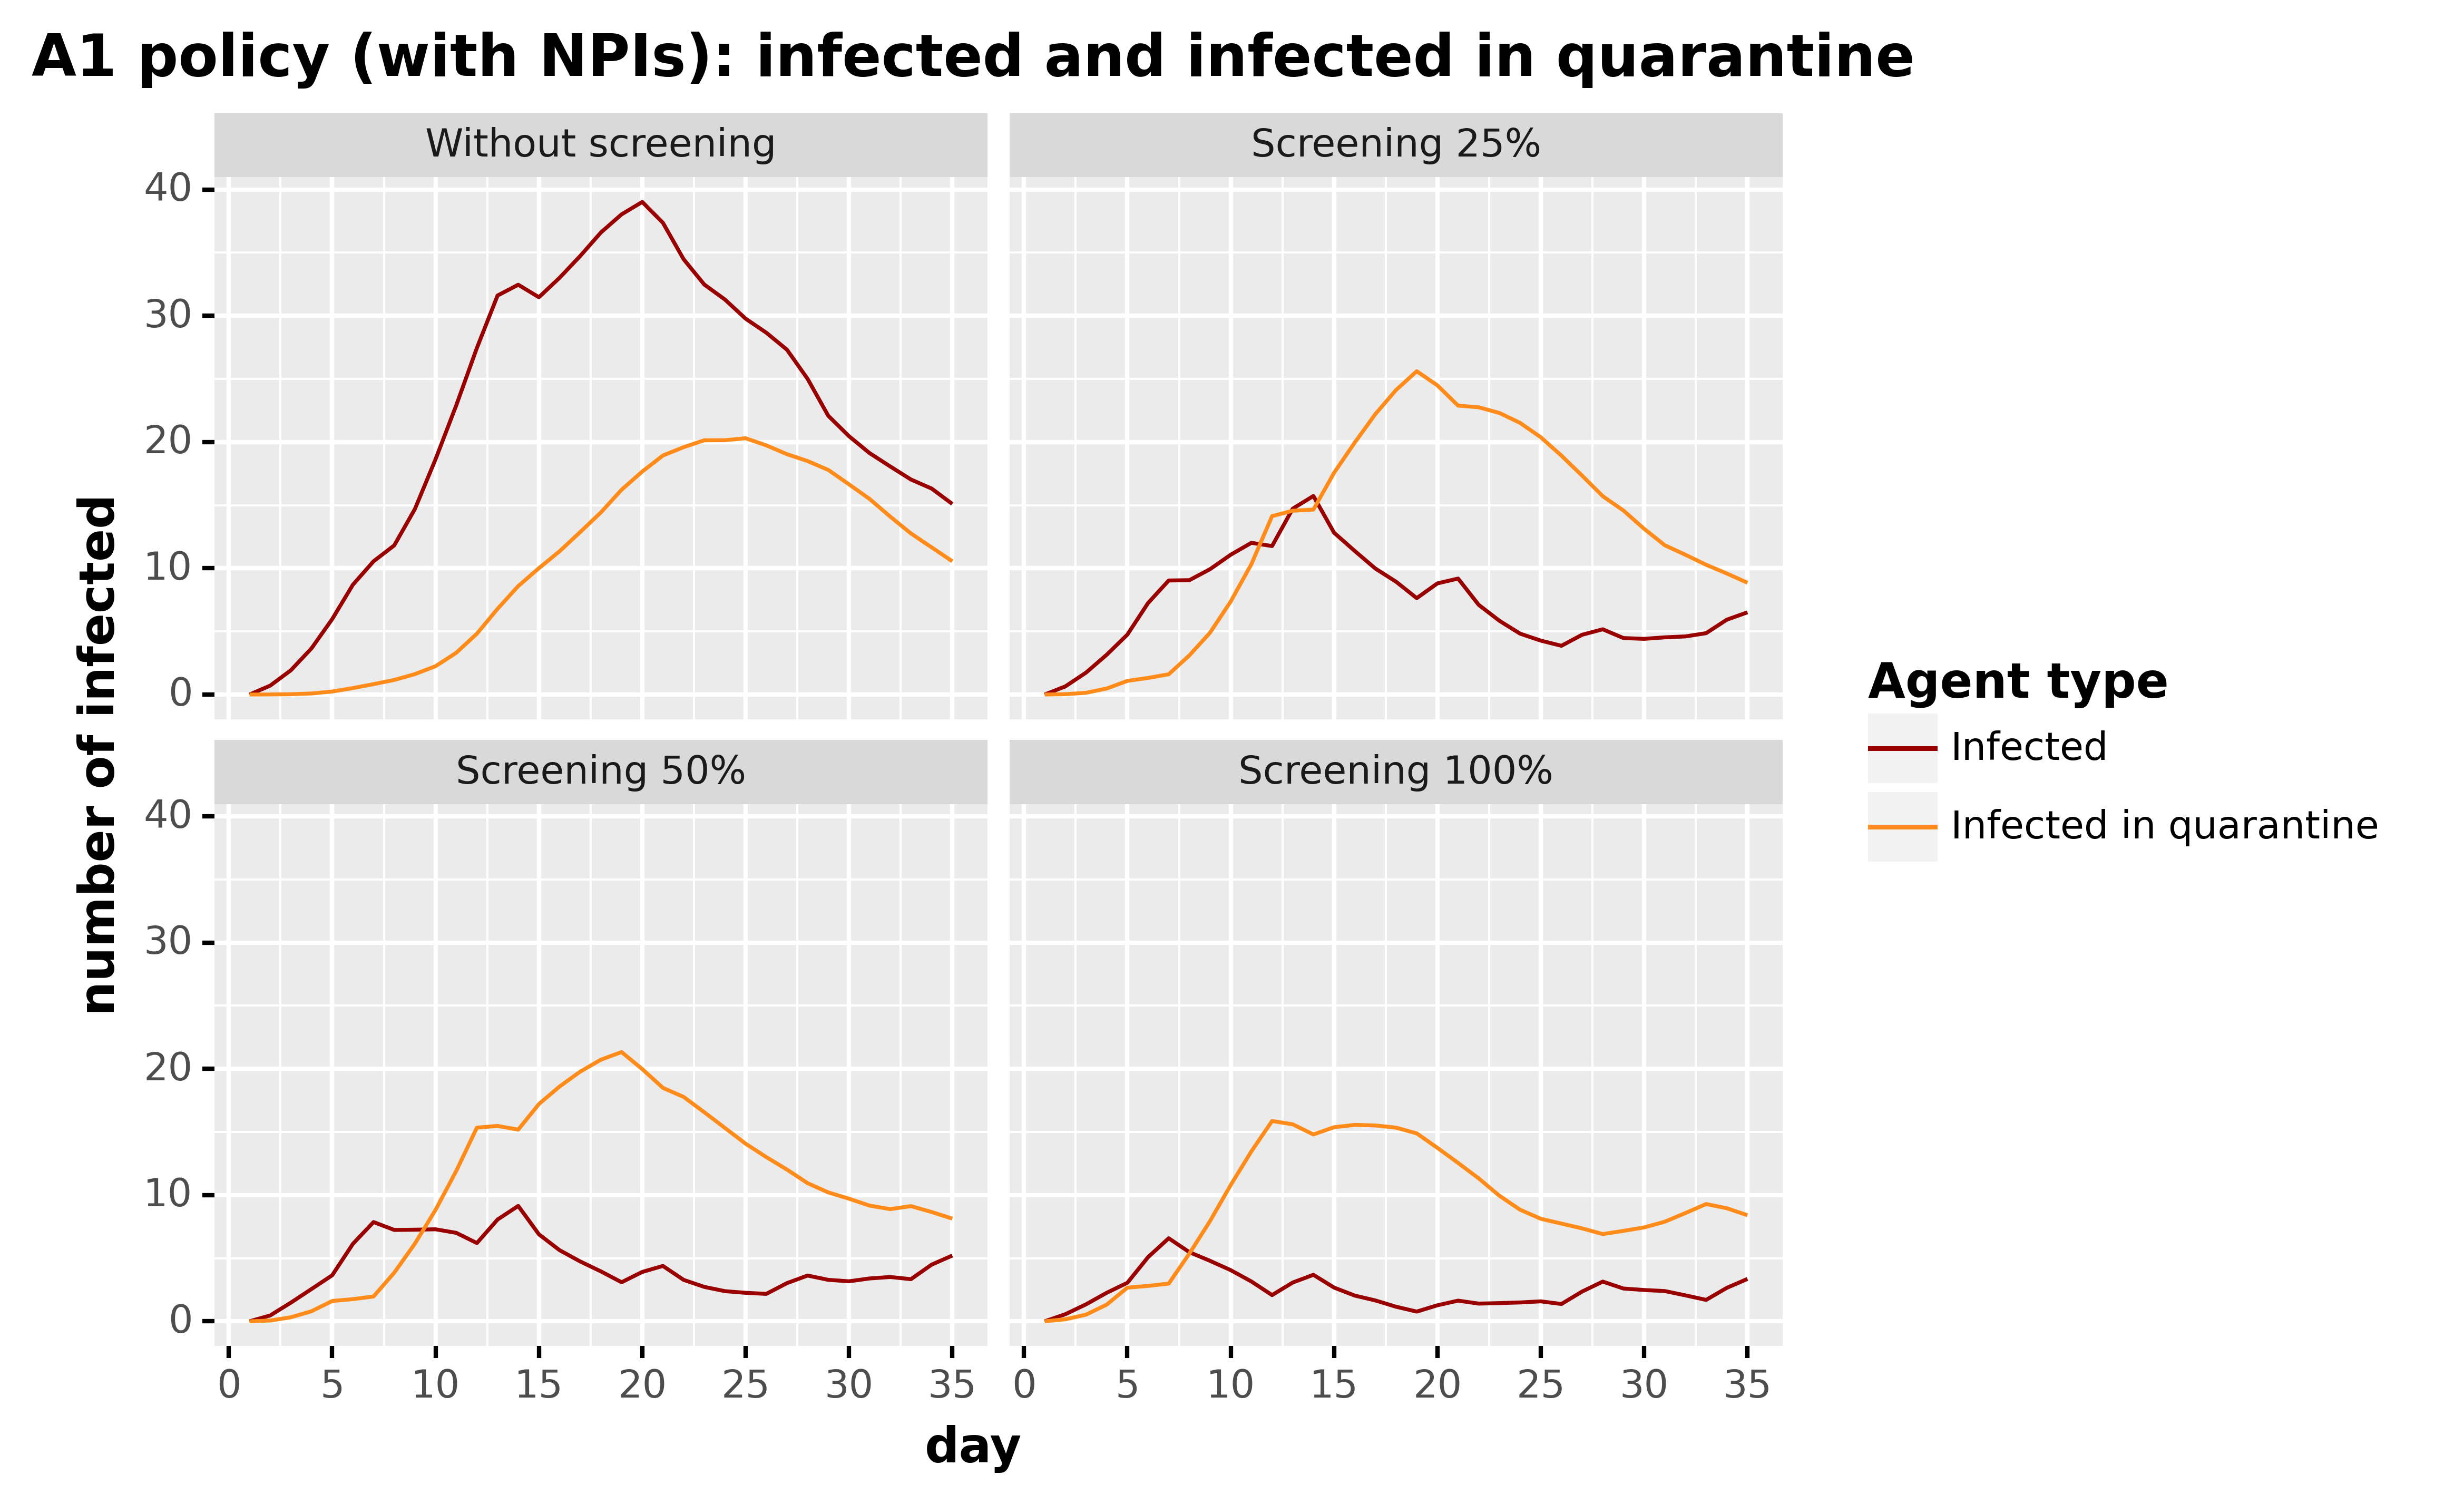 A1 policy (with NPIs): infected and infected in quarantine
Without screening
Screening 25%
40
30
20
10
0
number of infected
Screening 50%
Screening 100%
40
30
20
10
0
0 5 10 15 20 25 30 35
0 5 10 15 20 25 30 35
day
Agent type
Infected
Infected in quarantine